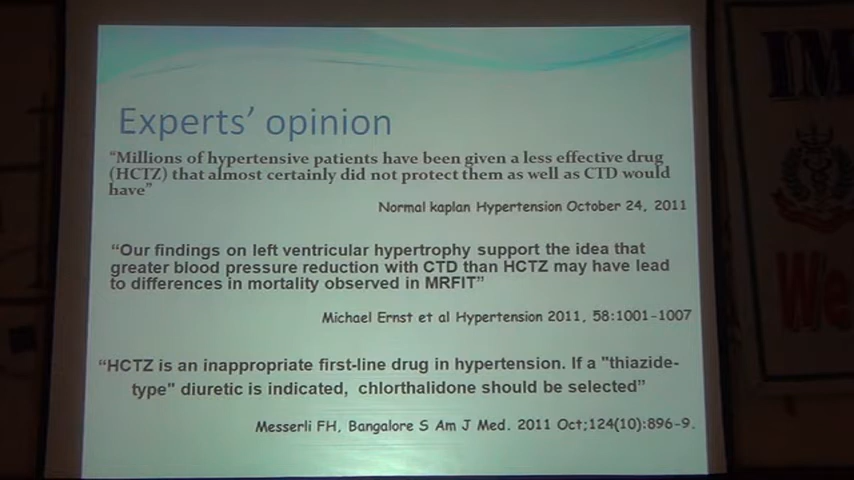 Experts' opinion
“Millions of hypertensive patients have been given a less effective drug
(HCTZ) that almost certainly did not protect them as well as CTD would
have”
Normal kaplan Hypertension October 24, 2011
“Our findings on left ventricular hypertrophy support the idea that
greater blood pressure reduction with CTD than HCTZ may have lead
to differences in mortality observed in MRFIT”
Michael Ernst et al Hypertension 2011, 58:1001-1007
“HCTZ is an inappropriate first-line drug in hypertension. If a "thiazide-
type" diuretic is indicated, chlorthalidone should be selected”
Messerli FH, Bangalore S Am J Med. 2011 Oct;124(10):896-9.
IM
We